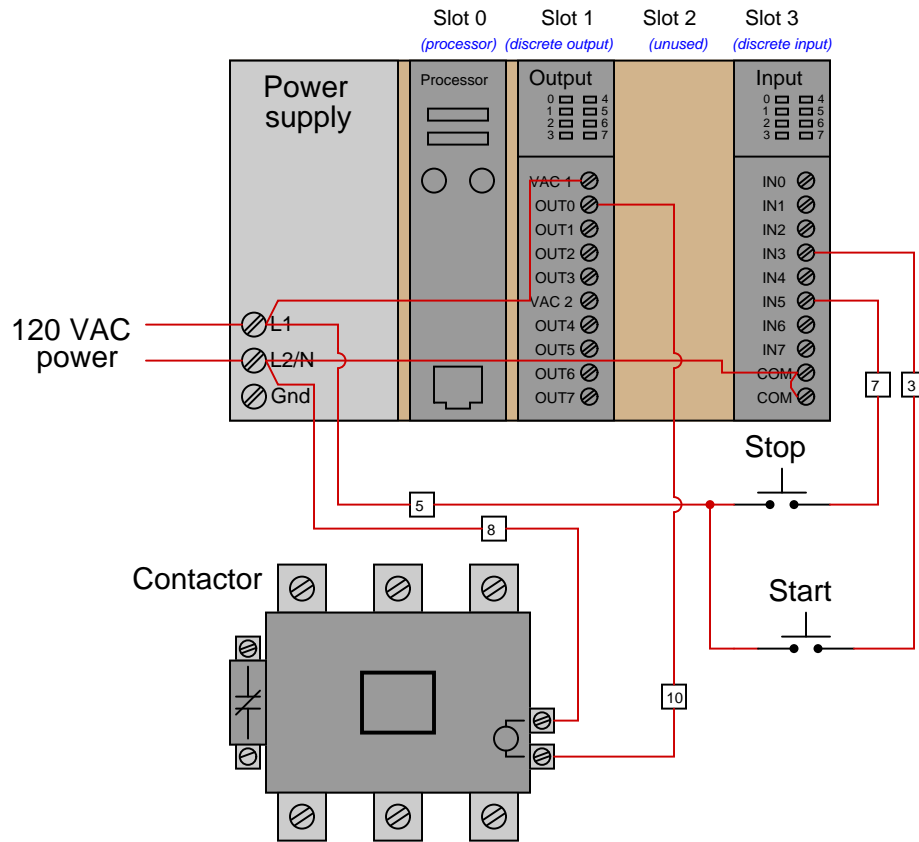 Slot 0 Slot 1 Slot 2 Slot 3
(processor) (discrete output) (unused) (discrete input)
Power supply
Processor
Output
0 4
1 5
2 6
3 7
VAC 1
OUT0
OUT1
OUT2
OUT3
VAC 2
OUT4
OUT5
OUT6
OUT7
Input
0 4
1 5
2 6
3 7
IN0
IN1
IN2
IN3
IN4
IN5
IN6
IN7
COM
COM
120 VAC
power
L1
L2/N
Gnd
7 3
Stop
5
8
Contactor
Start
10